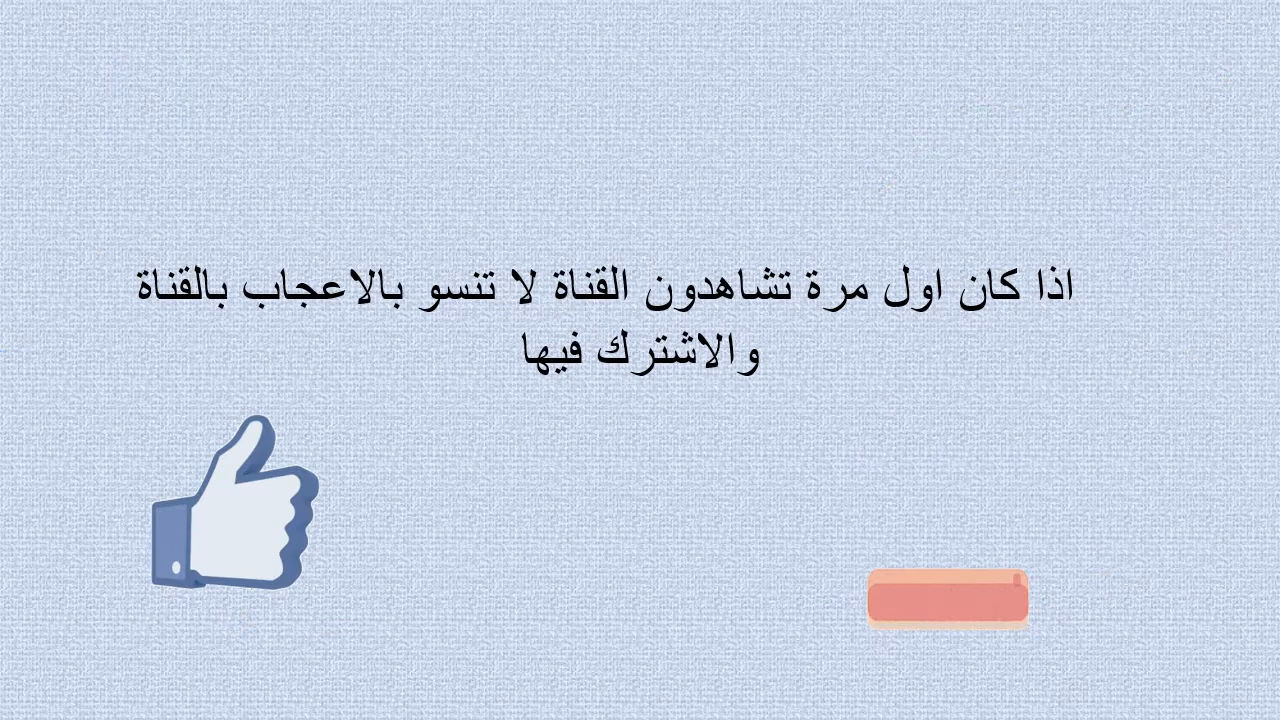 اذا كان اول مرة تشاهدون القناة لا تنسو بالاعجاب بالقناة
والاشترك فيها